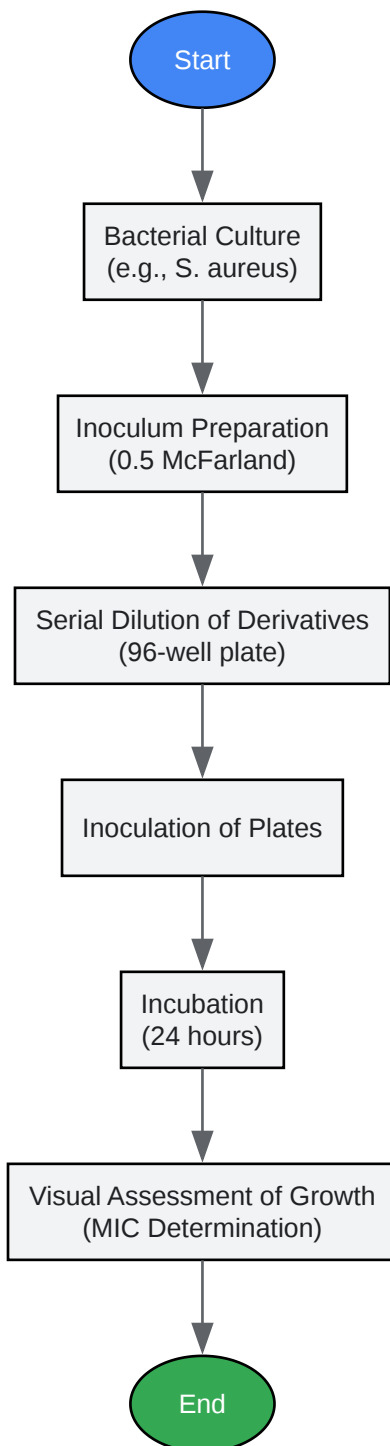 Start
Bacterial Culture
(e.g., S. aureus)
Inoculum Preparation
(0.5 McFarland)
Serial Dilution of Derivatives
(96-well plate)
Inoculation of Plates
Incubation
(24 hours)
Visual Assessment of Growth
(MIC Determination)
End